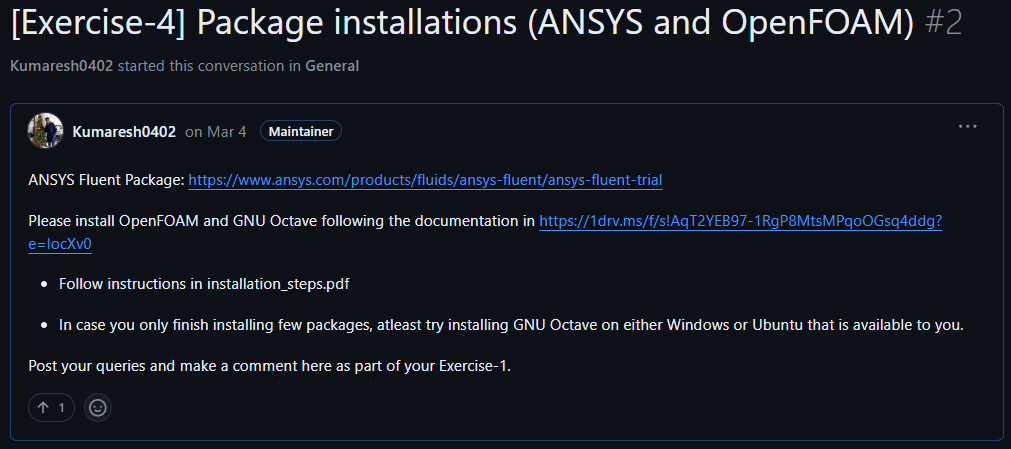 [Exercise-4] Package installations (ANSYS and OpenFOAM) #2
Kumaresh0402 started this conversation in General
Kumaresh0402 on Mar 4 Maintainer
ANSYS Fluent Package: https://www.ansys.com/products/fluids/ansys-fluent/ansys-fluent-trial
Please install OpenFOAM and GNU Octave following the documentation in https://1drv.ms/f/s!AqT2YEB97-1RgP8MtsMPqoOGsq4ddg?
e=IocXv0
Follow instructions in installation_steps.pdf
In case you only finish installing few packages, atleast try installing GNU Octave on either Windows or Ubuntu that is available to you.
Post your queries and make a comment here as part of your Exercise-1.
1